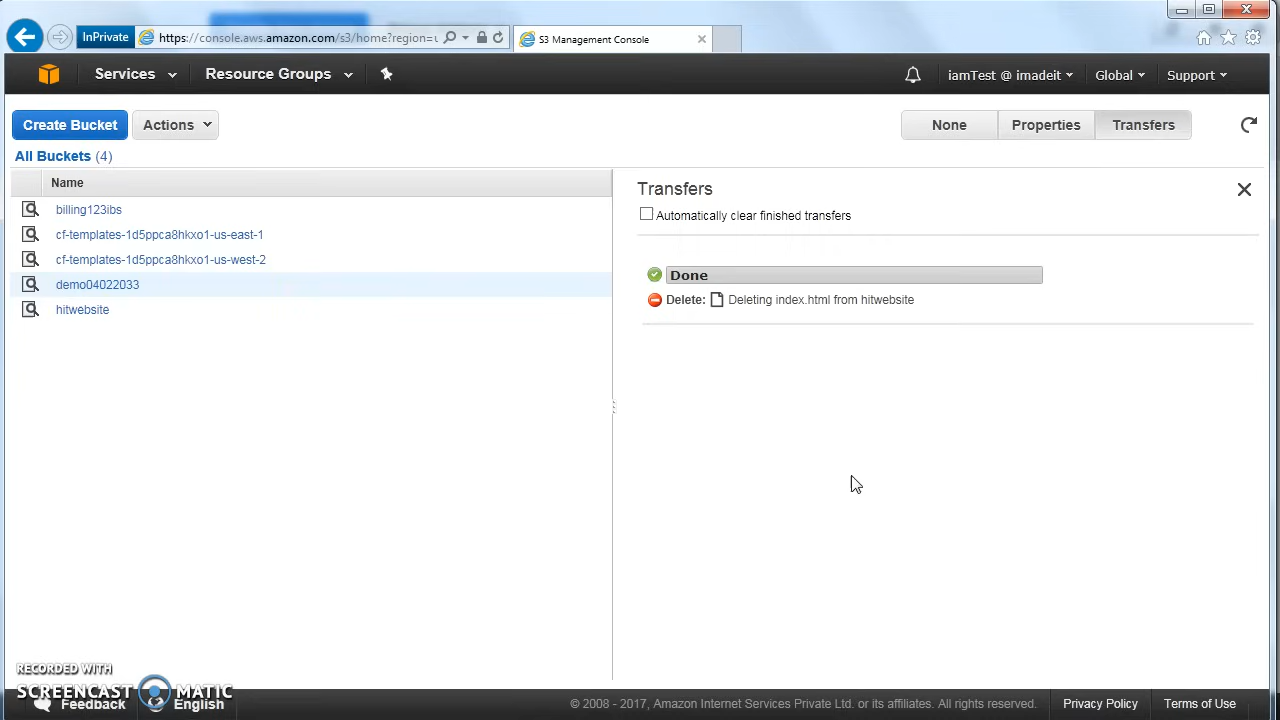 InPrivate
https://console.aws.amazon.com/s3/home?region=u
S3 Management Console
Services
Resource Groups
iamTest @ imadeit
Global
Support
Create Bucket
Actions
None
Properties
Transfers
All Buckets (4)
Name
billing123ibs
cf-templates-1d5ppca8hkxo1-us-east-1
cf-templates-1d5ppca8hkxo1-us-west-2
demo04022033
hitwebsite
Transfers
Automatically clear finished transfers
Done
Delete: Deleting index.html from hitwebsite
RECORDED WITH
SCREENCAST MATIC
Feedback
English
© 2008 - 2017, Amazon Internet Services Private Ltd. or its affiliates. All rights reserved.
Privacy Policy
Terms of Use